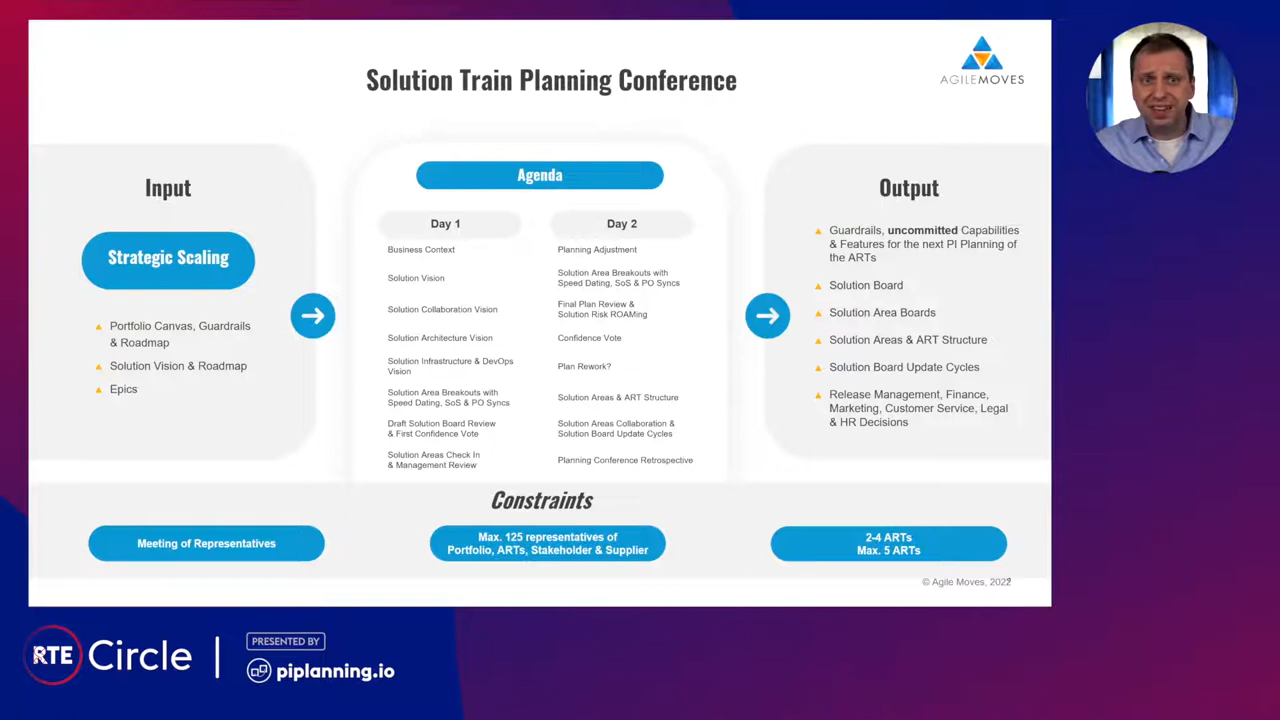 Solution Train Planning Conference
AGILEMOVES
Input
Strategic Scaling
Portfolio Canvas, Guardrails
& Roadmap
Solution Vision & Roadmap
Epics
Agenda
Day 1
Business Context
Solution Vision
Solution Collaboration Vision
Solution Architecture Vision
Solution Infrastructure & DevOps
Vision
Solution Area Breakouts with
Speed Dating, SoS & PO Syncs
Draft Solution Board Review
& First Confidence Vote
Solution Areas Check In
& Management Review
Day 2
Planning Adjustment
Solution Area Breakouts with
Speed Dating, SoS & PO Syncs
Final Plan Review &
Solution Risk ROAMing
Confidence Vote
Plan Rework?
Solution Areas & ART Structure
Solution Areas Collaboration &
Solution Board Update Cycles
Planning Conference Retrospective
Output
Guardrails, uncommitted Capabilities
& Features for the next PI Planning of
the ARTs
Solution Board
Solution Area Boards
Solution Areas & ART Structure
Solution Board Update Cycles
Release Management, Finance,
Marketing, Customer Service, Legal
& HR Decisions
Constraints
Meeting of Representatives
Max. 125 representatives of
Portfolio, ARTs, Stakeholder & Supplier
2-4 ARTs
Max. 5 ARTs
© Agile Moves, 2022
RTE Circle
PRESENTED BY
piplanning.io